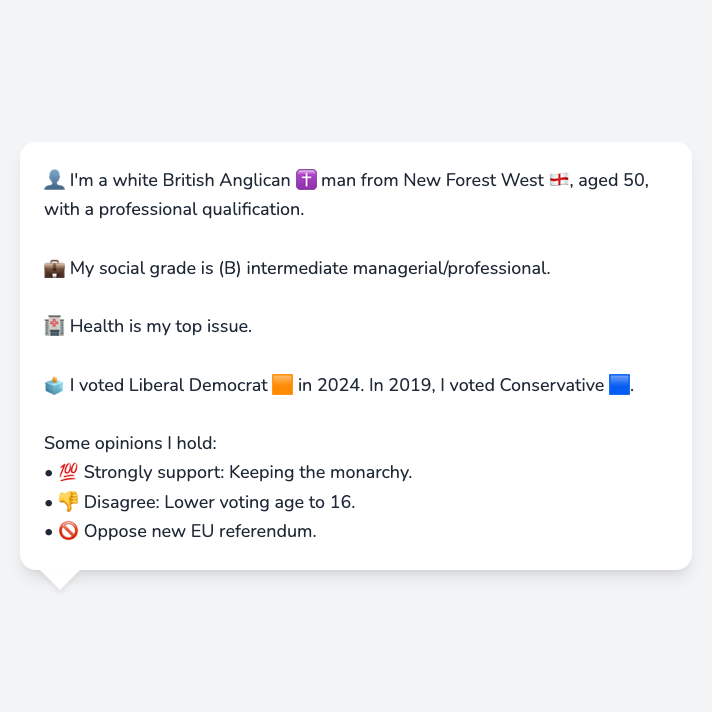 👤 I'm a white British Anglican ✝️ man from New Forest West 🏴󠁧󠁢󠁥󠁮󠁧󠁿, aged 50,
with a professional qualification.
💼 My social grade is (B) intermediate managerial/professional.
🏥 Health is my top issue.
🗳️ I voted Liberal Democrat 🟧 in 2024. In 2019, I voted Conservative 🟦.
Some opinions I hold:
• 💯 Strongly support: Keeping the monarchy.
• 👎 Disagree: Lower voting age to 16.
• 🚫 Oppose new EU referendum.